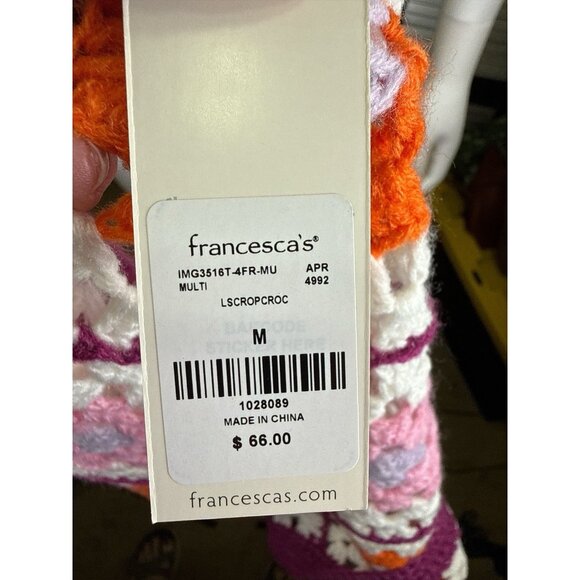 francesca's®
IMG3516T-4FR-MU APR
MULTI 4992
LSCROPCROC
BARCODE
STICKER HERE
M
1028089
MADE IN CHINA
$ 66.00
francescas.com